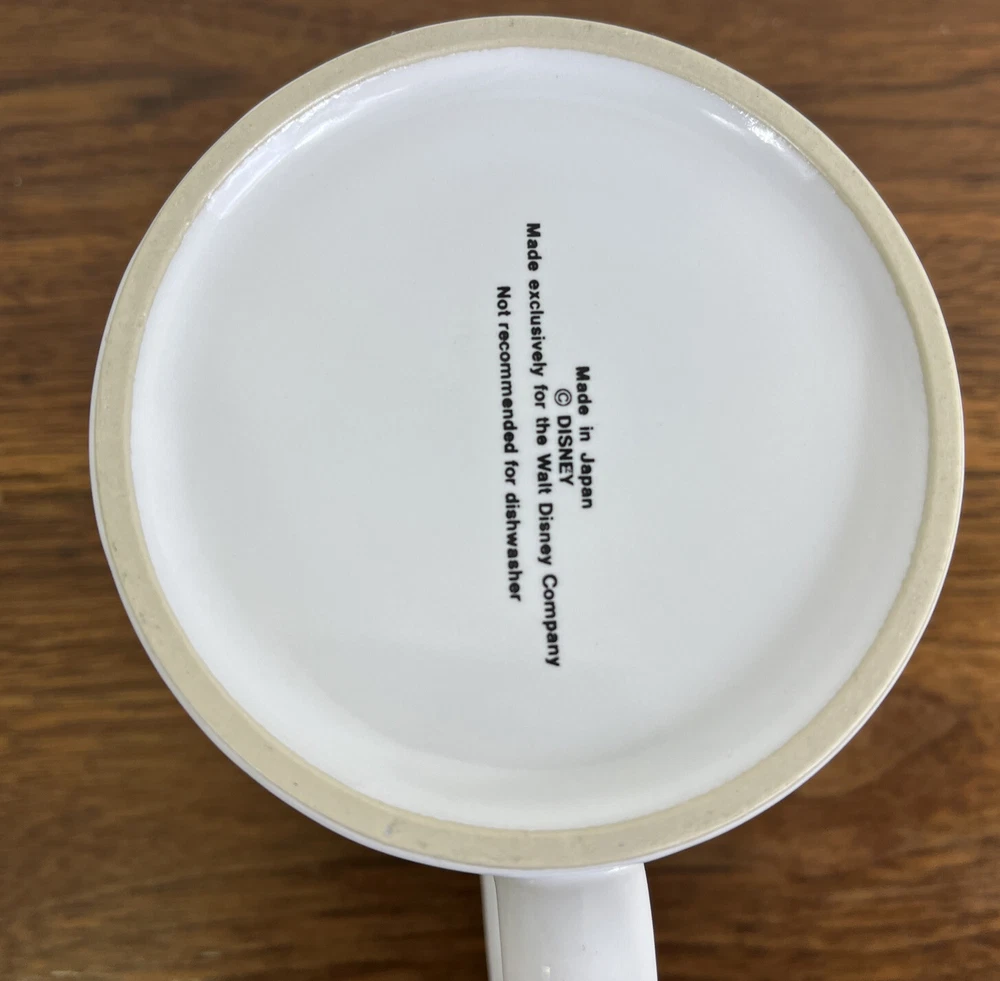 Made in Japan
© DISNEY
Made exclusively for the Walt Disney Company
Not recommended for dishwasher